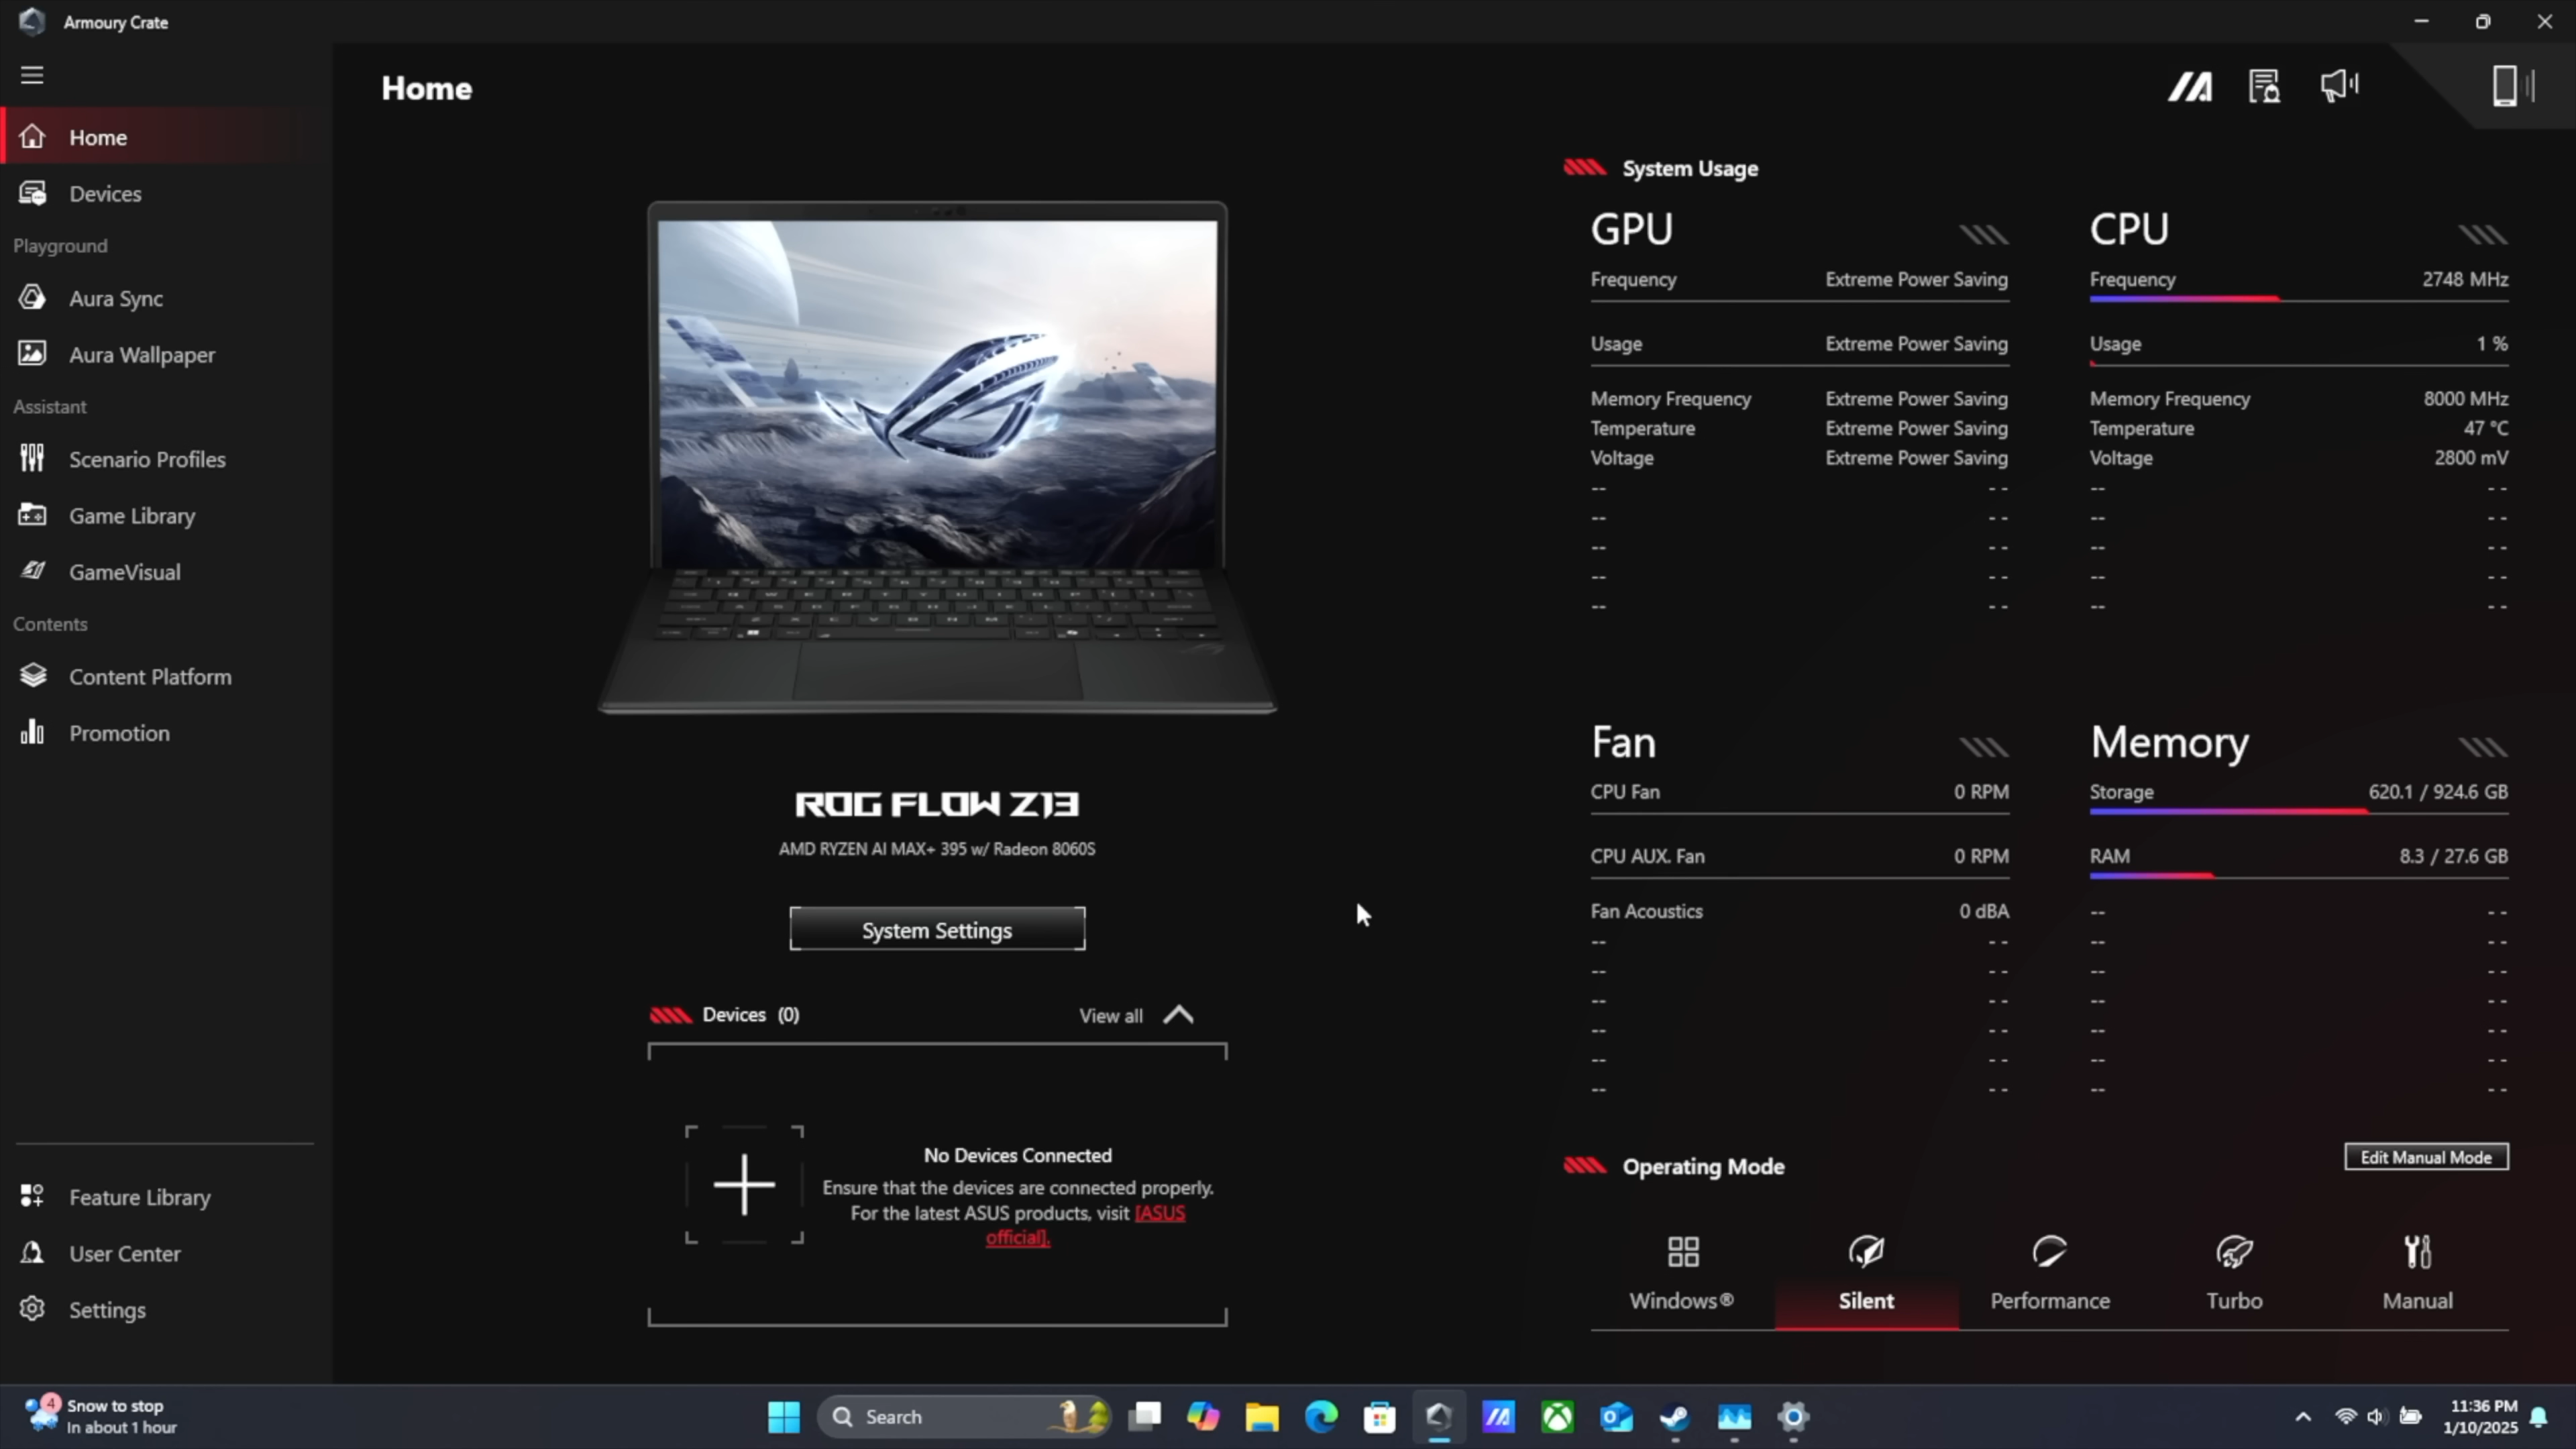 Armoury Crate
Home
Home
Devices
Playground
Aura Sync
Aura Wallpaper
Assistant
Scenario Profiles
Game Library
GameVisual
Contents
Content Platform
Promotion
Feature Library
User Center
Settings
ROG FLOW Z13
AMD RYZEN AI MAX+ 395 w/ Radeon 8060S
System Settings
Devices (0)
View all
No Devices Connected
Ensure that the devices are connected properly.
For the latest ASUS products, visit [ASUS
official].
System Usage
GPU
Frequency Extreme Power Saving
Usage Extreme Power Saving
Memory Frequency Extreme Power Saving
Temperature Extreme Power Saving
Voltage Extreme Power Saving
-- - -
-- - -
-- - -
-- - -
-- - -
CPU
Frequency 2748 MHz
Usage 1 %
Memory Frequency 8000 MHz
Temperature 47 °C
Voltage 2800 mV
-- - -
-- - -
-- - -
-- - -
-- - -
Fan
CPU Fan 0 RPM
CPU AUX. Fan 0 RPM
Fan Acoustics 0 dBA
-- - -
-- - -
-- - -
-- - -
-- - -
-- - -
Memory
Storage 620.1 / 924.6 GB
RAM 8.3 / 27.6 GB
-- - -
-- - -
-- - -
-- - -
-- - -
-- - -
-- - -
Operating Mode
Edit Manual Mode
Windows®
Silent
Performance
Turbo
Manual
4
Snow to stop
In about 1 hour
Search
11:36 PM
1/10/2025